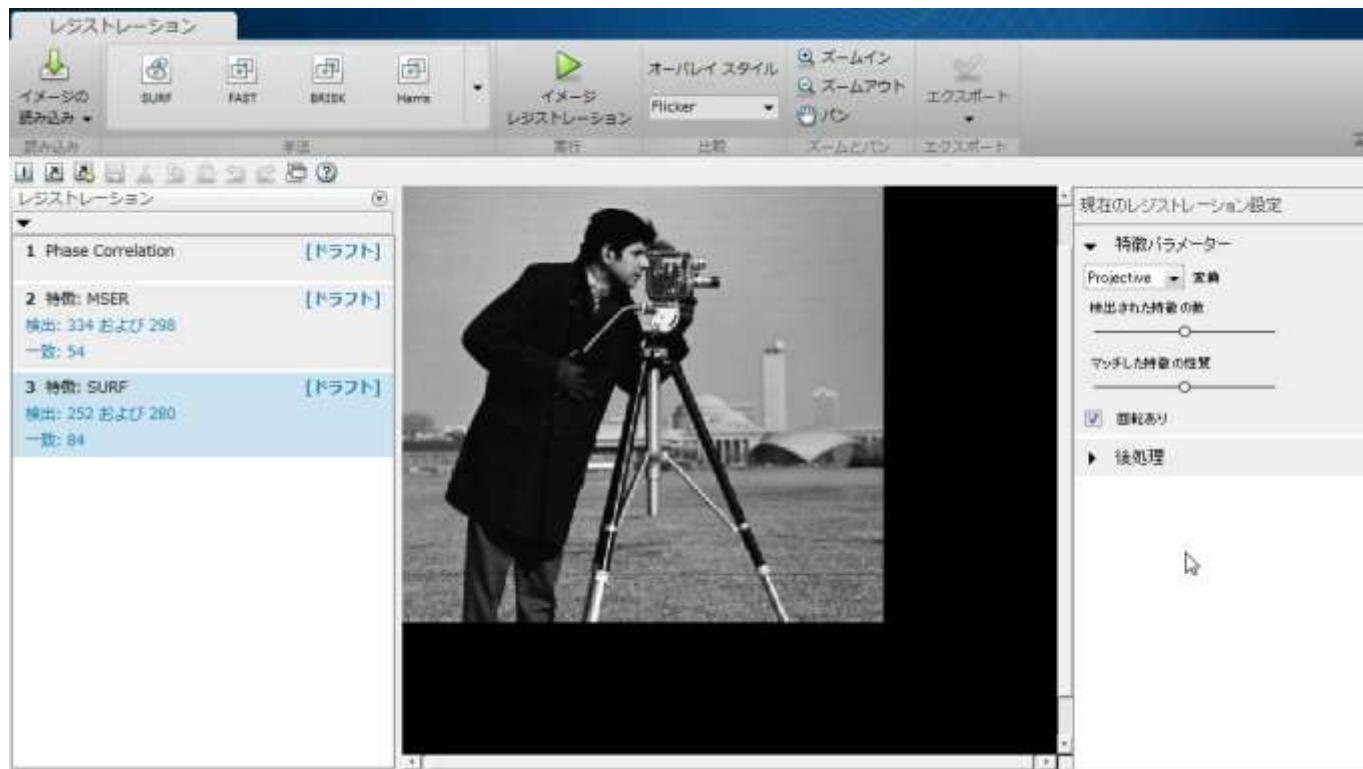 レジストレーション
イメージの
読み込み
SURF
FAST
BRISK
Harris
イメージ
レジストレーション
オーバレイ スタイル
Flicker
ズームイン
ズームアウト
パン
エクスポート
読み込み
手法
実行
比較
ズームとパン
エクスポート
レジストレーション
1 Phase Correlation [ドラフト]
2 特徴: MSER [ドラフト]
検出: 334 および 298
一致: 54
3 特徴: SURF [ドラフト]
検出: 252 および 280
一致: 84
現在のレジストレーション設定
特徴パラメーター
Projective 変換
検出された特徴の数
マッチした特徴の性質
回転あり
後処理